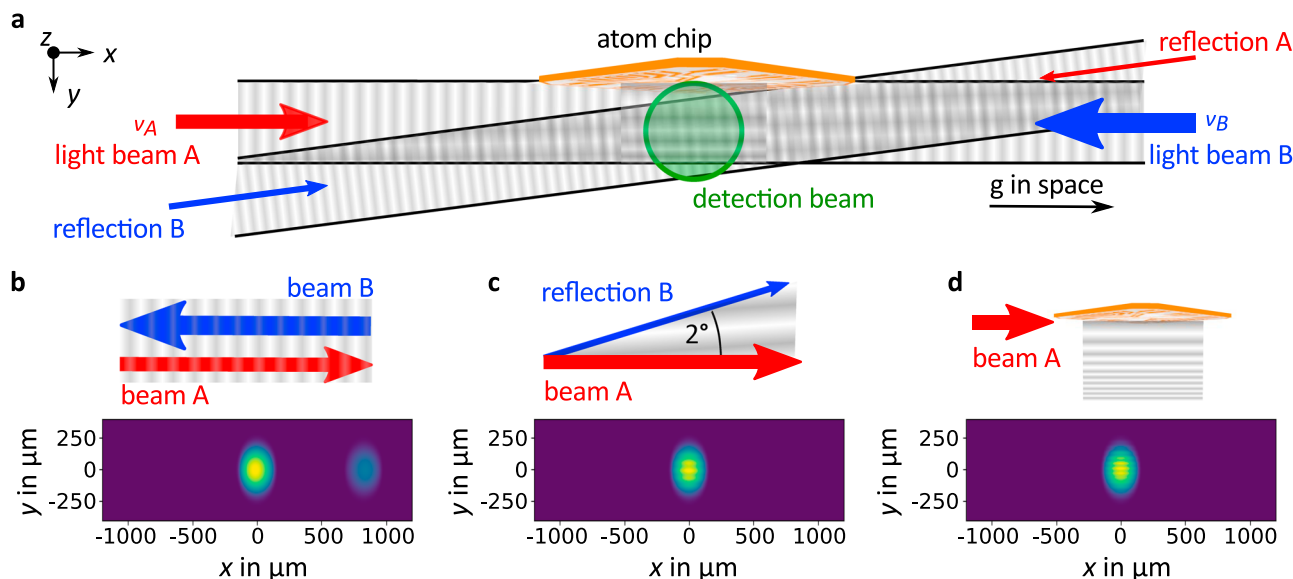 a
z
x
y
atom chip
reflection A
νA
light beam A
νB
light beam B
detection beam
g in space
reflection B
b
beam B
beam A
c
reflection B
2°
beam A
d
beam A
y in μm
250
0
-250
-1000 -500 0 500 1000
x in μm
y in μm
250
0
-250
-1000 -500 0 500 1000
x in μm
y in μm
250
0
-250
-1000 -500 0 500 1000
x in μm